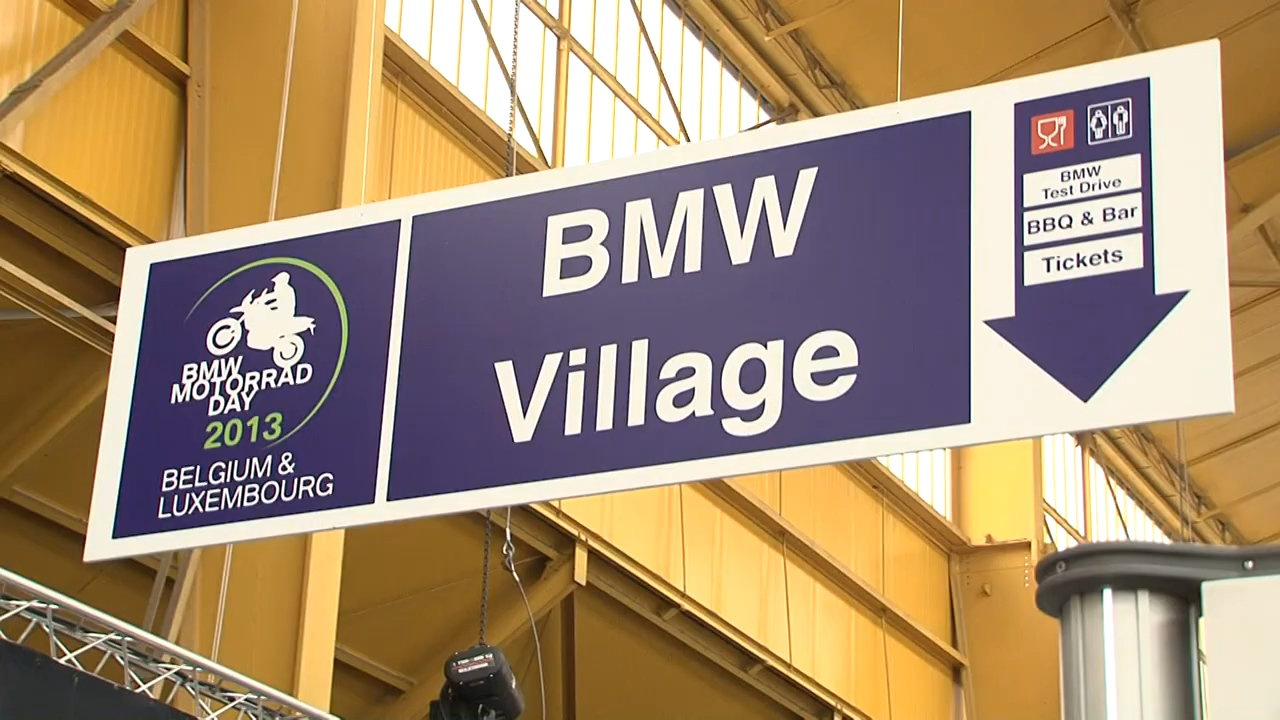 BMW
MOTORRAD
DAY
2013
BELGIUM &
LUXEMBOURG
BMW
Village
BMW
Test Drive
BBQ & Bar
Tickets